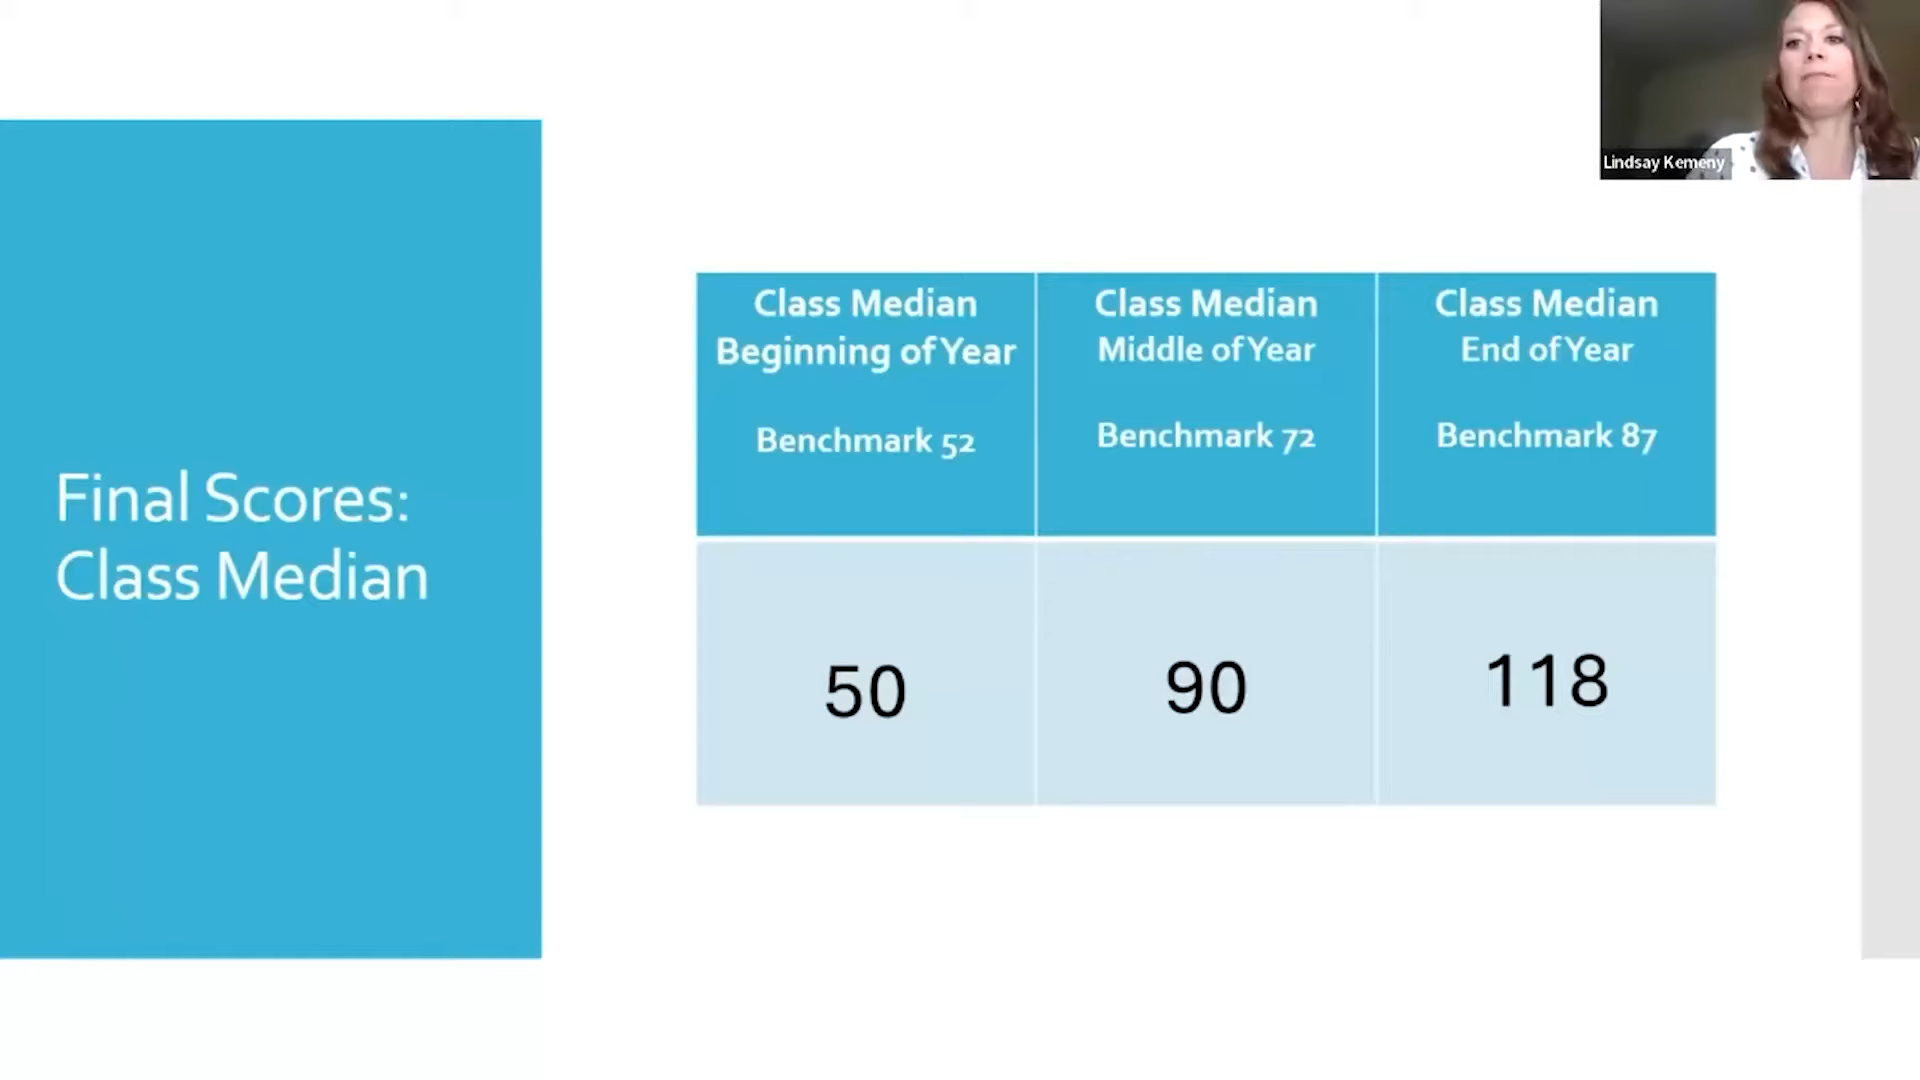 Lindsay Kemeny
Final Scores:
Class Median
Class Median
Beginning of Year
Benchmark 52
Class Median
Middle of Year
Benchmark 72
Class Median
End of Year
Benchmark 87
50
90
118